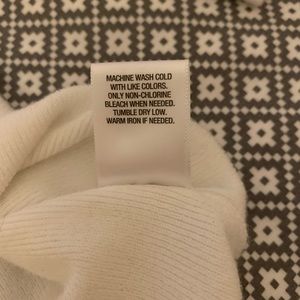 MACHINE WASH COLD
WITH LIKE COLORS.
ONLY NON-CHLORINE
BLEACH WHEN NEEDED.
TUMBLE DRY LOW.
WARM IRON IF NEEDED.